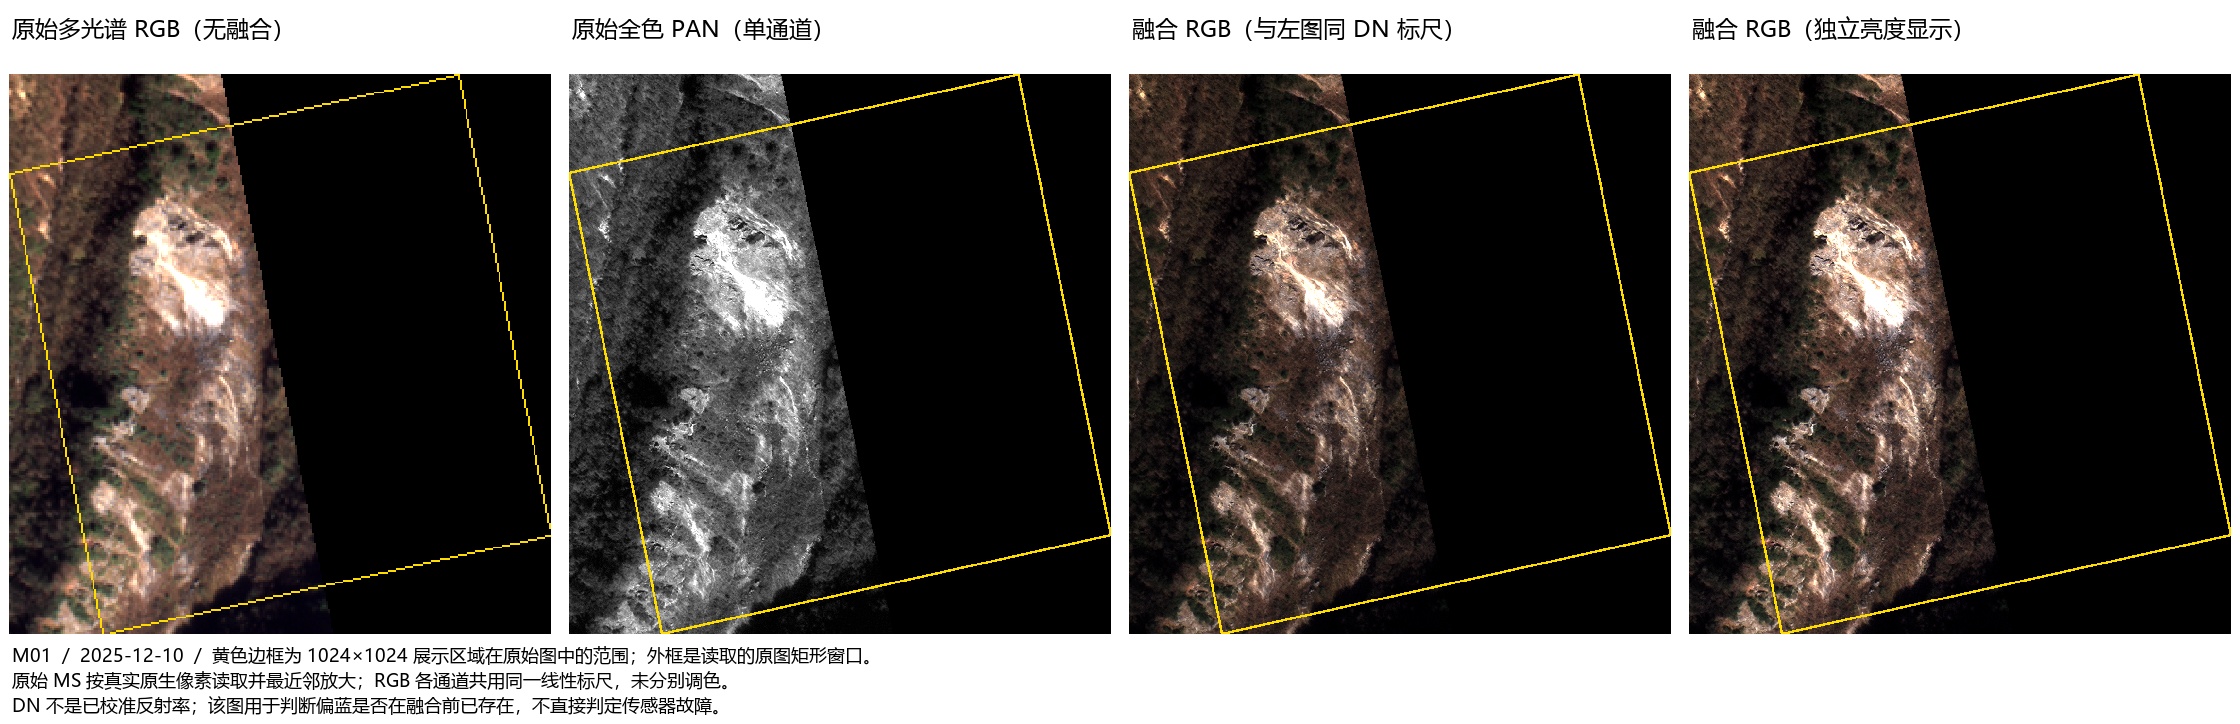 原始多光谱 RGB（无融合）
原始全色 PAN（单通道）
融合 RGB（与左图同 DN 标尺）
融合 RGB（独立亮度显示）
M01 / 2025-12-10 / 黄色边框为 1024×1024 展示区域在原始图中的范围；外框是读取的原图矩形窗口。
原始 MS 按真实原生像素读取并最近邻放大；RGB 各通道共用同一线性标尺，未分别调色。
DN 不是已校准反射率；该图用于判断偏蓝是否在融合前已存在，不直接判定传感器故障。